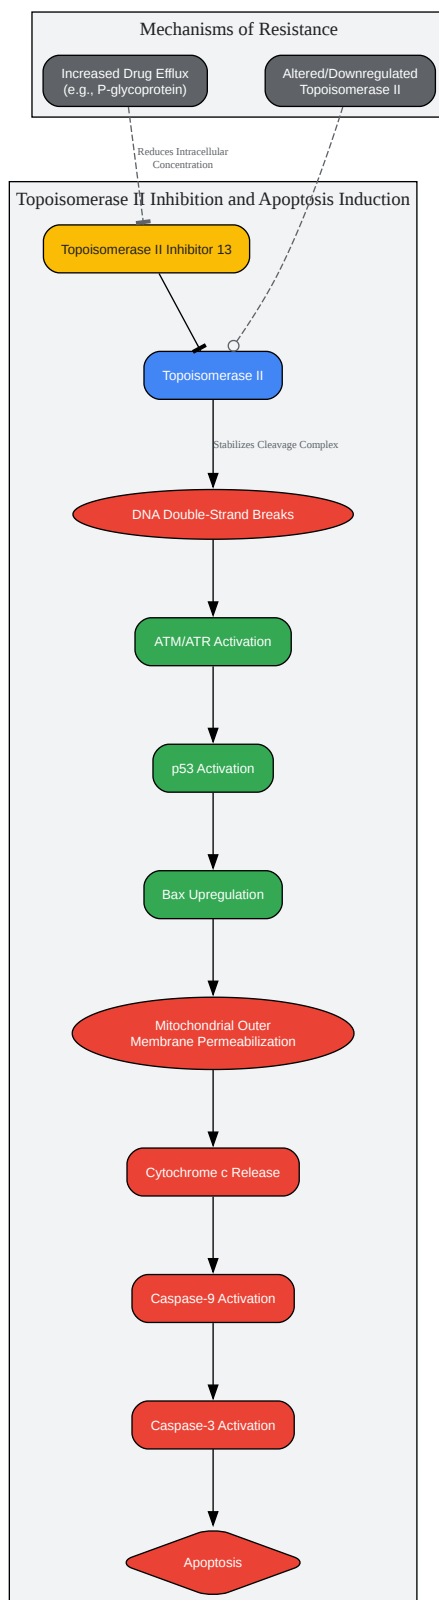 Mechanisms of Resistance
Increased Drug Efflux
(e.g., P-glycoprotein)
Altered/Downregulated
Topoisomerase II
Reduces Intracellular
Concentration
Topoisomerase II Inhibition and Apoptosis Induction
Topoisomerase II Inhibitor 13
Topoisomerase II
Stabilizes Cleavage Complex
DNA Double-Strand Breaks
ATM/ATR Activation
p53 Activation
Bax Upregulation
Mitochondrial Outer
Membrane Permeabilization
Cytochrome c Release
Caspase-9 Activation
Caspase-3 Activation
Apoptosis